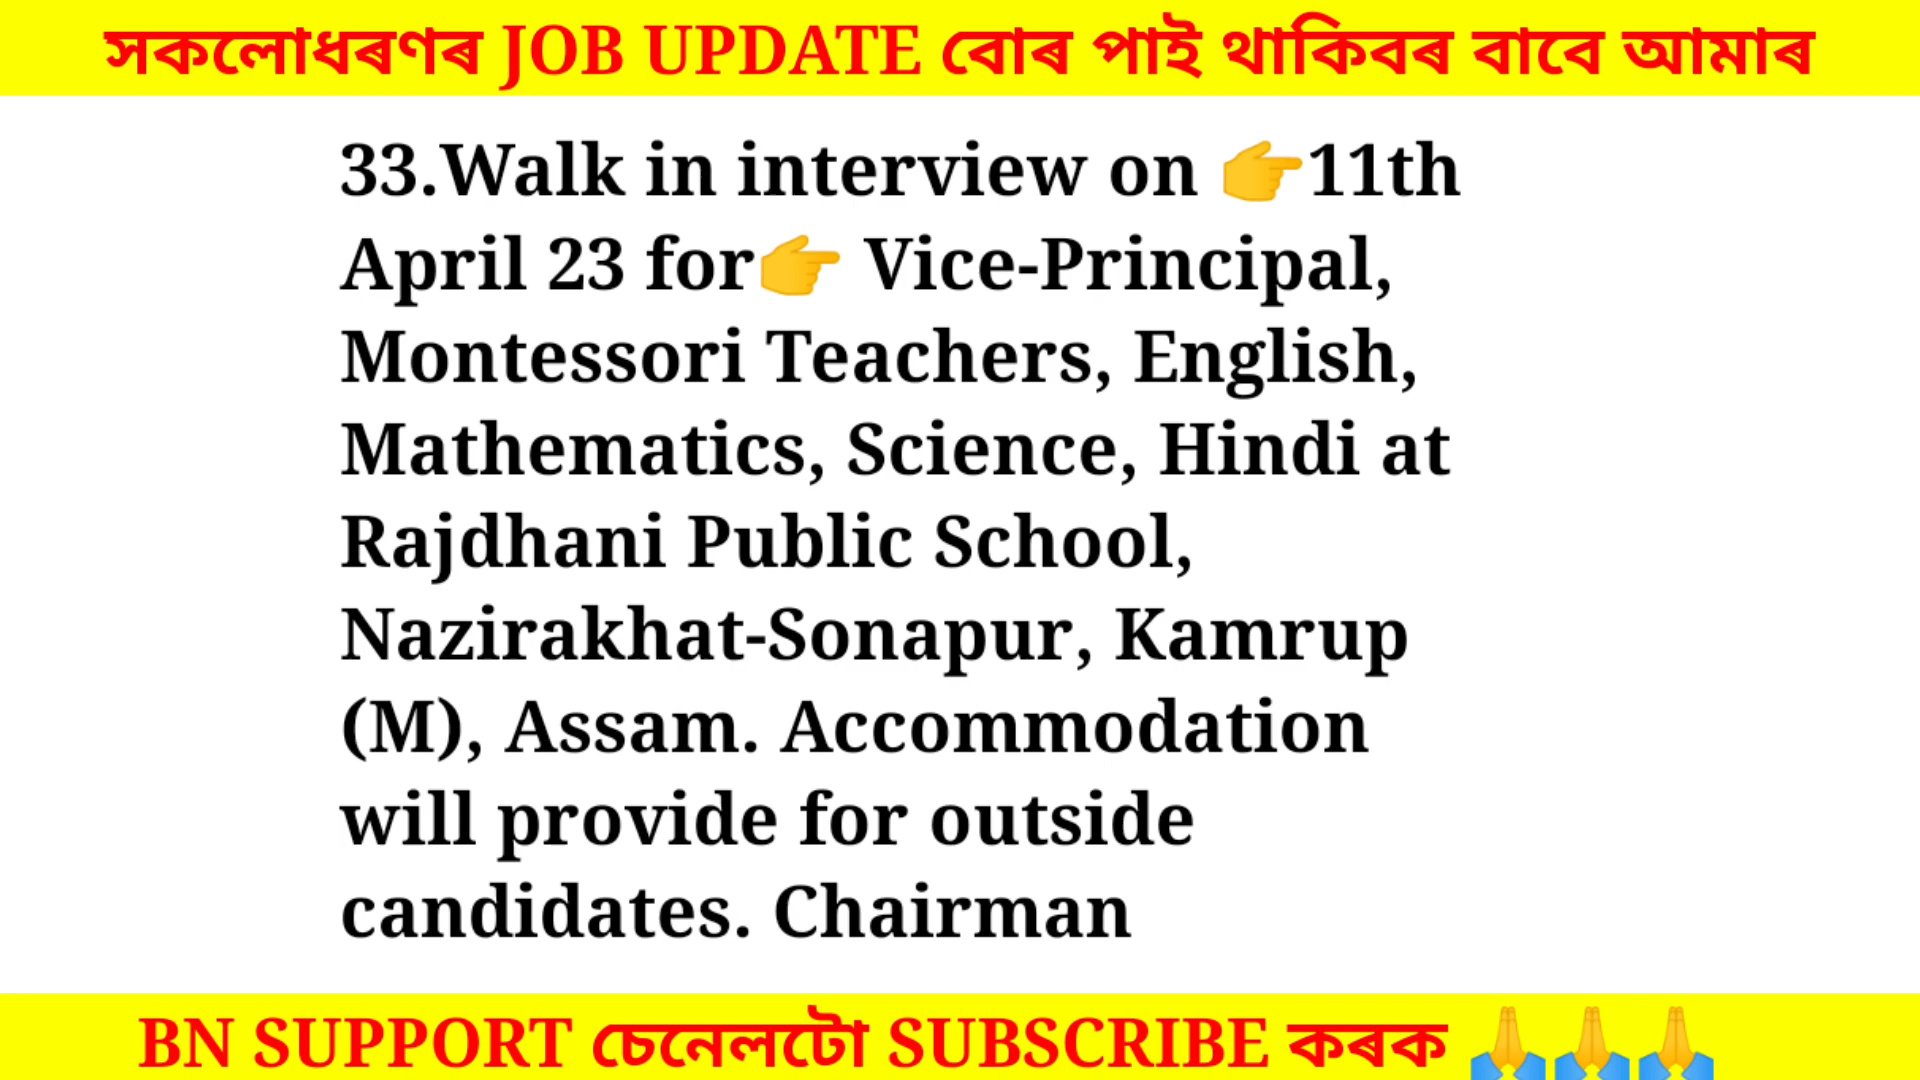 সকলোধৰণৰ JOB UPDATE বোৰ পাই থাকিবৰ বাবে আমাৰ
33.Walk in interview on 👉11th
April 23 for👉 Vice-Principal,
Montessori Teachers, English,
Mathematics, Science, Hindi at
Rajdhani Public School,
Nazirakhat-Sonapur, Kamrup
(M), Assam. Accommodation
will provide for outside
candidates. Chairman
BN SUPPORT চেনেলটো SUBSCRIBE কৰক 🙏🙏🙏